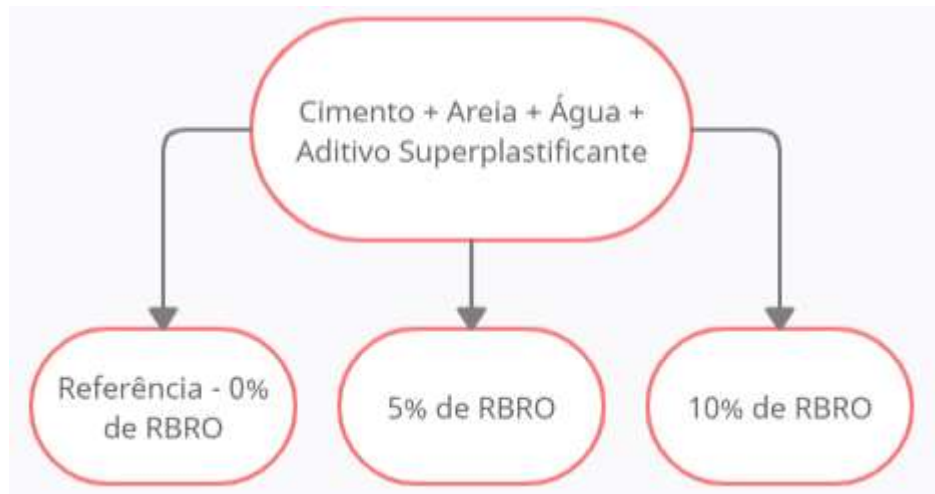 Cimento + Areia + Água +
Aditivo Superplastificante
Referência - 0%
de RBRO
5% de RBRO
10% de RBRO